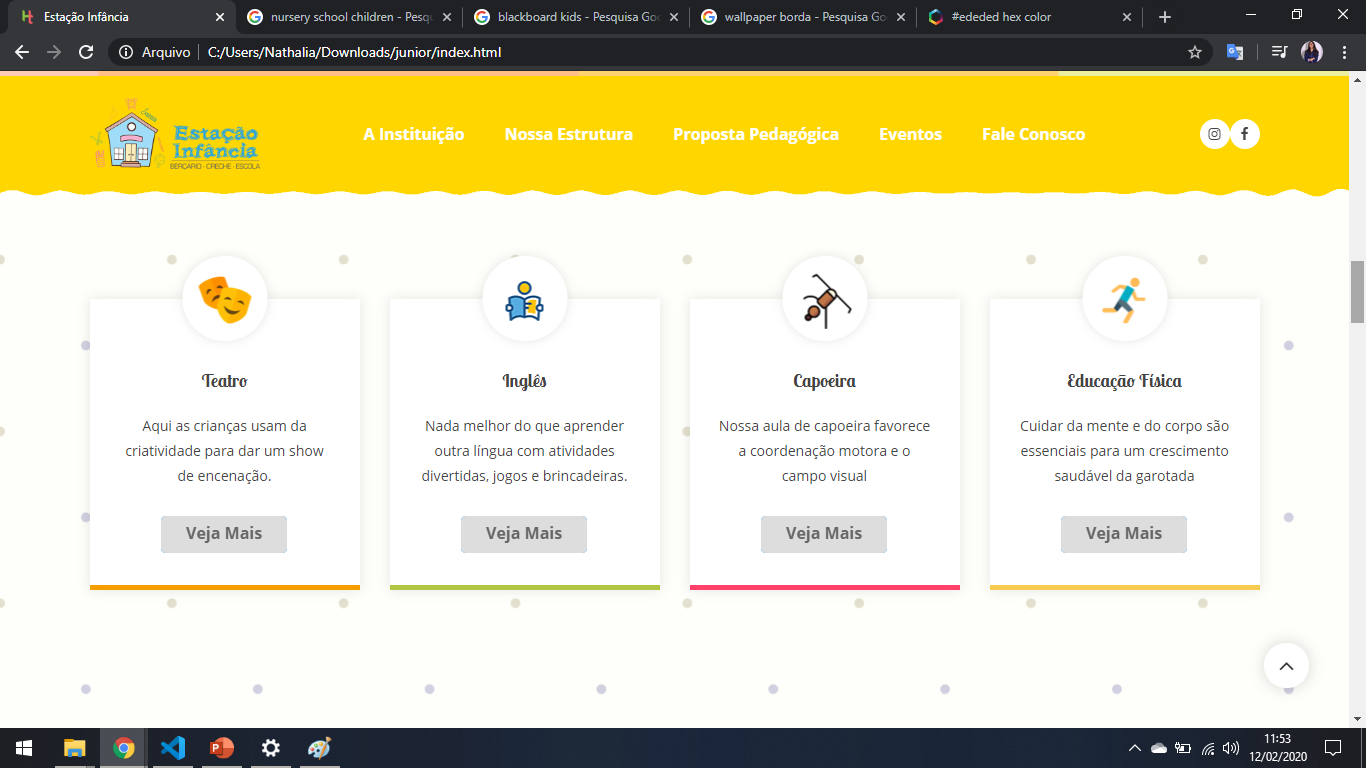 Estação Infância
nursery school children - Pesqu
blackboard kids - Pesquisa Goo
wallpaper borda - Pesquisa Goo
#ededed hex color
Arquivo
C:/Users/Nathalia/Downloads/junior/index.html
Estação
Infância
BERÇARIO - CRECHE - ESCOLA
A Instituição
Nossa Estrutura
Proposta Pedagógica
Eventos
Fale Conosco
Teatro
Aqui as crianças usam da
criatividade para dar um show
de encenação.
Veja Mais
Inglês
Nada melhor do que aprender
outra língua com atividades
divertidas, jogos e brincadeiras.
Veja Mais
Capoeira
Nossa aula de capoeira favorece
a coordenação motora e o
campo visual
Veja Mais
Educação Física
Cuidar da mente e do corpo são
essenciais para um crescimento
saudável da garotada
Veja Mais
11:53
12/02/2020